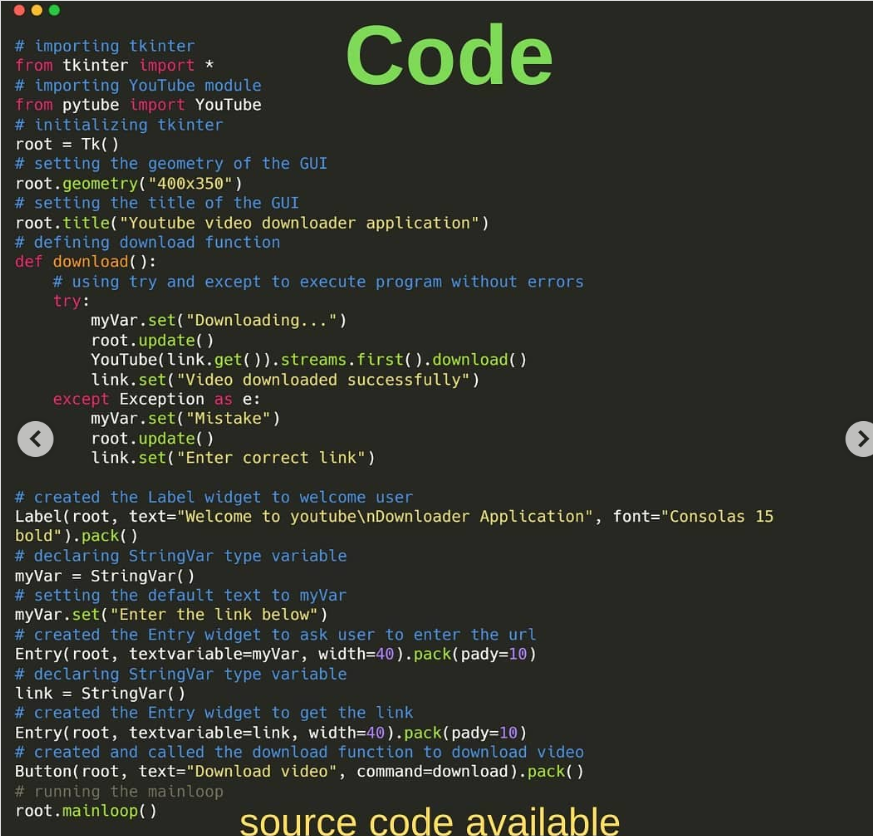 Code
# importing tkinter
from tkinter import *
# importing YouTube module
from pytube import YouTube
# initializing tkinter
root = Tk()
# setting the geometry of the GUI
root.geometry("400x350")
# setting the title of the GUI
root.title("Youtube video downloader application")
# defining download function
def download():
    # using try and except to execute program without errors
    try:
        myVar.set("Downloading...")
        root.update()
        YouTube(link.get()).streams.first().download()
        link.set("Video downloaded successfully")
    except Exception as e:
        myVar.set("Mistake")
        root.update()
        link.set("Enter correct link")
# created the Label widget to welcome user
Label(root, text="Welcome to youtube\nDownloader Application", font="Consolas 15
bold").pack()
# declaring StringVar type variable
myVar = StringVar()
# setting the default text to myVar
myVar.set("Enter the link below")
# created the Entry widget to ask user to enter the url
Entry(root, textvariable=myVar, width=40).pack(pady=10)
# declaring StringVar type variable
link = StringVar()
# created the Entry widget to get the link
Entry(root, textvariable=link, width=40).pack(pady=10)
# created and called the download function to download video
Button(root, text="Download video", command=download).pack()
# running the mainloop
root.mainloop()
source code available